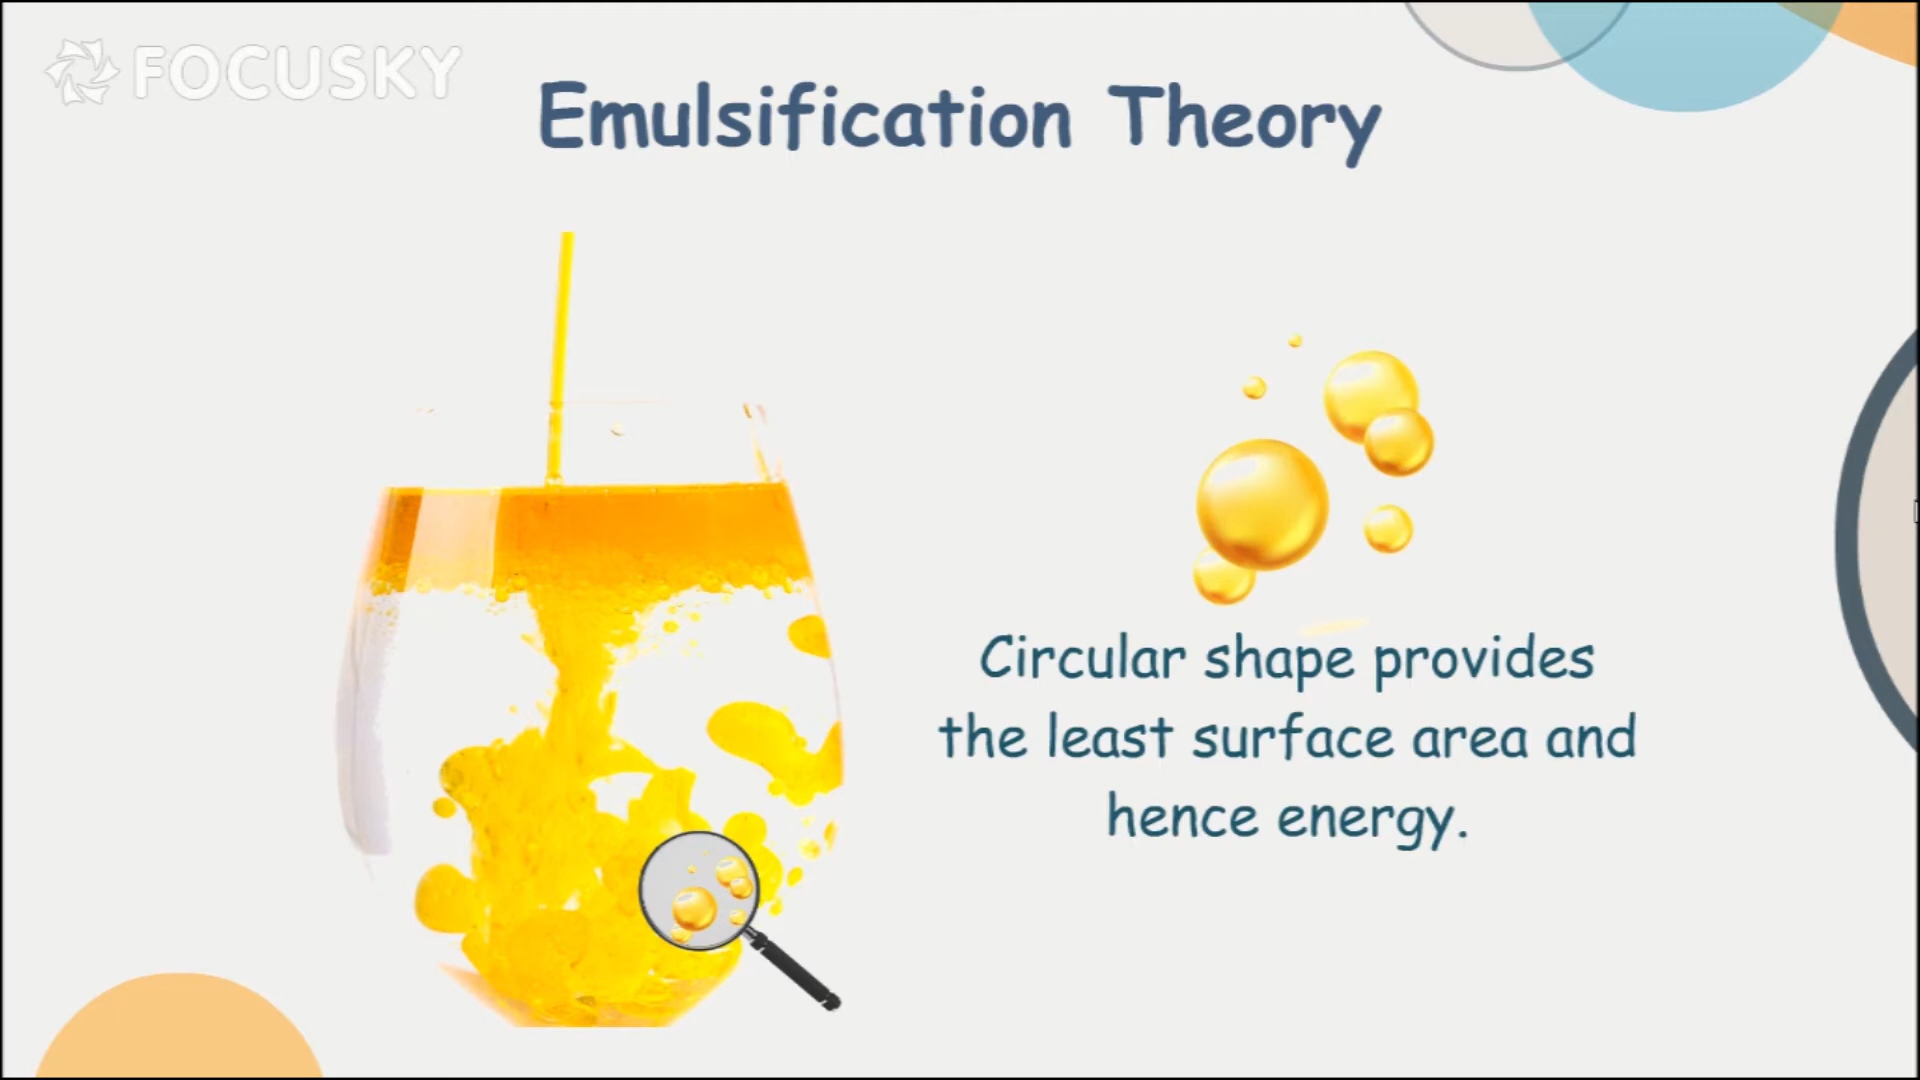 FOCUSKY
Emulsification Theory
Circular shape provides
the least surface area and
hence energy.